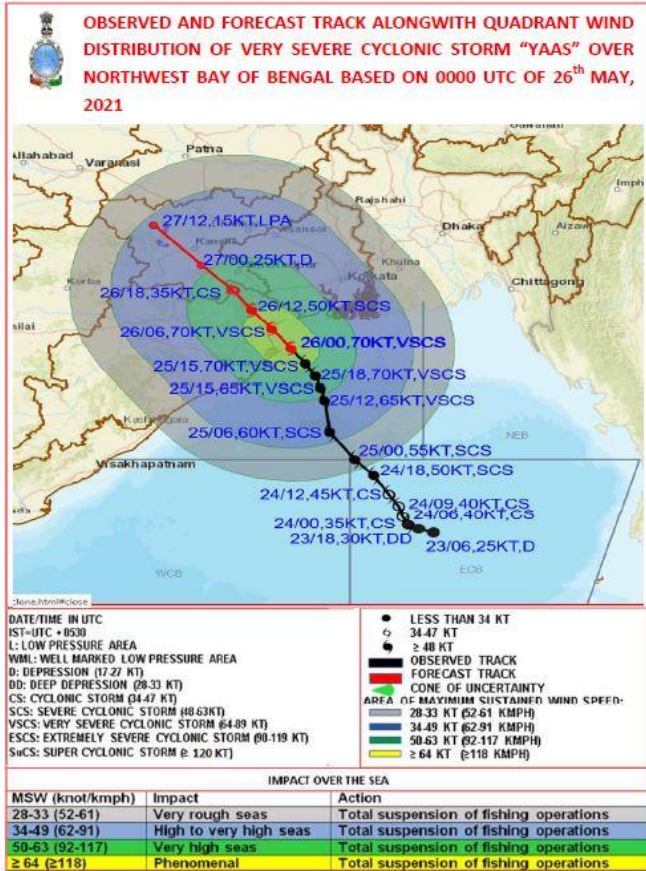 OBSERVED AND FORECAST TRACK ALONGWITH QUADRANT WIND
DISTRIBUTION OF VERY SEVERE CYCLONIC STORM “YAAS” OVER
NORTHWEST BAY OF BENGAL BASED ON 0000 UTC OF 26th MAY,
2021
Allahabad
Varanasi
Patna
Imph
Rajshahi
Dhaka
Aizawl
27/12,15KT,LPA
Asansol
27/00,25KT,D
Khulna
Kolkata
Chittagong
Korba
26/18,35KT,CS
26/12,50KT,SCS
26/06,70KT,VSCS
26/00,70KT,VSCS
25/15,70KT,VSCS
25/18,70KT,VSCS
25/15,65KT,VSCS
25/12,65KT,VSCS
25/06,60KT,SCS
NEB
Visakhapatnam
25/00,55KT,SCS
24/18,50KT,SCS
24/12,45KT,CS
24/09,40KT,CS
24/06,40KT,CS
24/00,35KT,CS
23/18,30KT,DD
23/06,25KT,D
WCB
ECB
clone.html#close
DATE/TIME IN UTC
IST=UTC + 0530
L: LOW PRESSURE AREA
WML: WELL MARKED LOW PRESSURE AREA
D: DEPRESSION (17-27 KT)
DD: DEEP DEPRESSION (28-33 KT)
CS: CYCLONIC STORM (34-47 KT)
SCS: SEVERE CYCLONIC STORM (48-63KT)
VSCS: VERY SEVERE CYCLONIC STORM (64-89 KT)
ESCS: EXTREMELY SEVERE CYCLONIC STORM (90-119 KT)
SuCS: SUPER CYCLONIC STORM (≥ 120 KT)
LESS THAN 34 KT
34-47 KT
≥ 48 KT
OBSERVED TRACK
FORECAST TRACK
CONE OF UNCERTAINTY
AREA OF MAXIMUM SUSTAINED WIND SPEED:
28-33 KT (52-61 KMPH)
34-49 KT (62-91 KMPH)
50-63 KT (92-117 KMPH)
≥ 64 KT (≥118 KMPH)
IMPACT OVER THE SEA
MSW (knot/kmph) Impact Action
28-33 (52-61) Very rough seas Total suspension of fishing operations
34-49 (62-91) High to very high seas Total suspension of fishing operations
50-63 (92-117) Very high seas Total suspension of fishing operations
≥ 64 (≥118) Phenomenal Total suspension of fishing operations